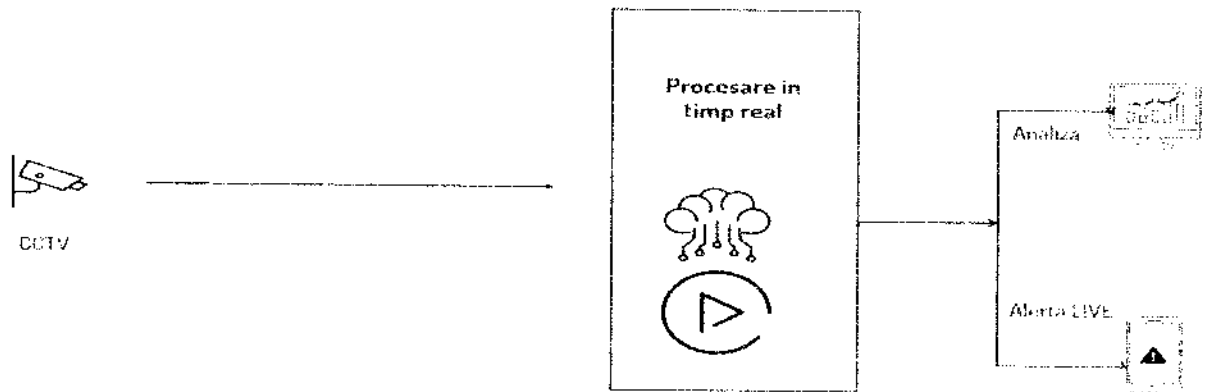 Procesare in
timp real
Analiza
CCTV
Alerta LIVE